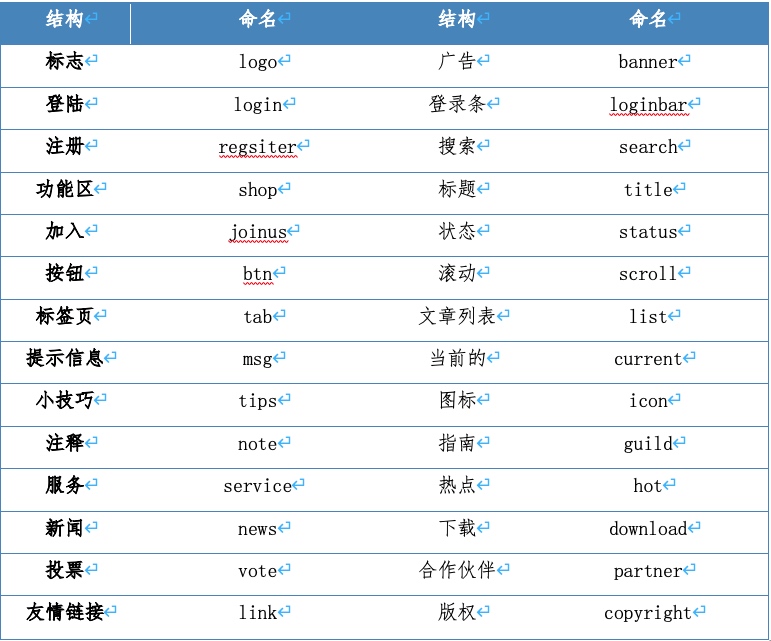 结构 命名 结构 命名
标志 logo 广告 banner
登陆 login 登录条 loginbar
注册 regsiter 搜索 search
功能区 shop 标题 title
加入 joinus 状态 status
按钮 btn 滚动 scroll
标签页 tab 文章列表 list
提示信息 msg 当前的 current
小技巧 tips 图标 icon
注释 note 指南 guild
服务 service 热点 hot
新闻 news 下载 download
投票 vote 合作伙伴 partner
友情链接 link 版权 copyright